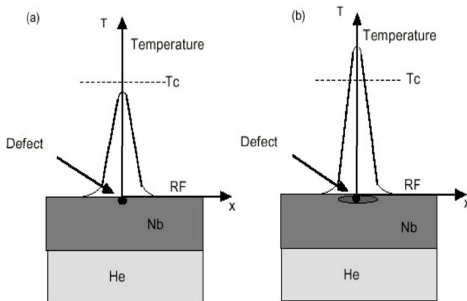 (a)
T
Temperature
Tc
Defect
RF
x
Nb
He
(b)
T
Temperature
Tc
Defect
RF
x
Nb
He